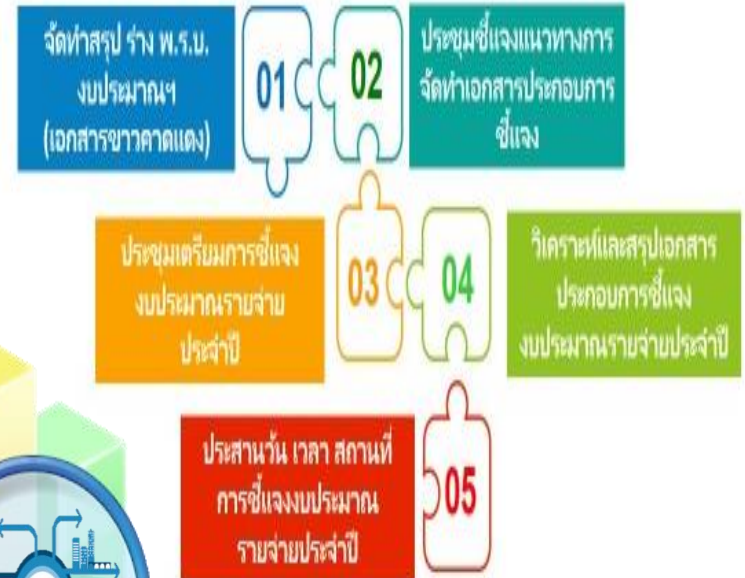 จัดทำสรุป ร่าง พ.ร.บ.
งบประมาณฯ
(เอกสารขาวคาดแดง)
01
02
ประชุมชี้แจงแนวทางการ
จัดทำเอกสารประกอบการ
ชี้แจง
ประชุมเตรียมการชี้แจง
งบประมาณรายจ่าย
ประจำปี
03
04
วิเคราะห์และสรุปเอกสาร
ประกอบการชี้แจง
งบประมาณรายจ่ายประจำปี
ประสานวัน เวลา สถานที่
การชี้แจงงบประมาณ
รายจ่ายประจำปี
05